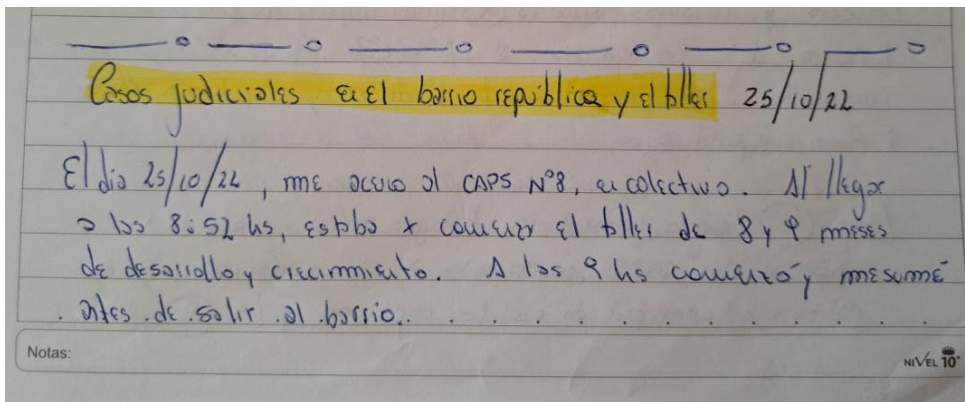 Casos judiciales en el barrio república y el taller 25/10/22
El día 25/10/22, me acerco al CAPS N°8, en colectivo. Al llegar
a las 8:52 hs, estaba x comenzar el taller de 8 y 9 meses
de desarrollo y crecimiento. A las 9 hs comenzó y me sumé
antes de salir al barrio.
Notas:
NIVEL 10